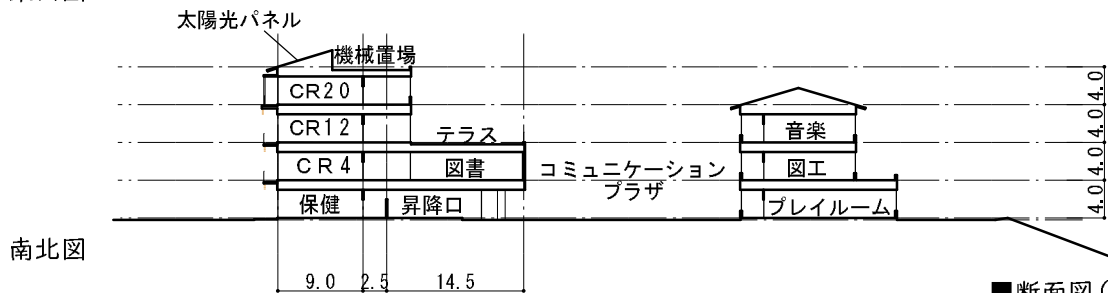 太陽光パネル
機械置場
CR20
CR12
テラス
音楽
CR4
図書
コミュニケーション
プラザ
図工
保健
昇降口
プレイルーム
4.0
4.0
4.0
4.0
南北図
9.0 2.5 14.5
■断面図(